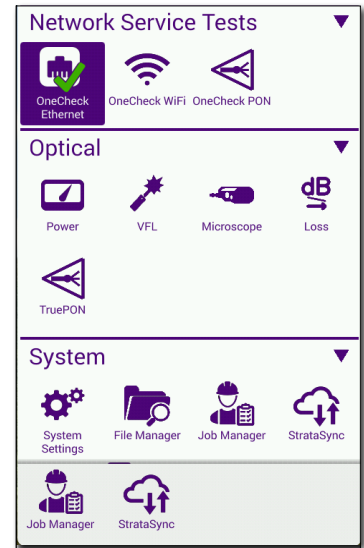 Network Service Tests
OneCheck Ethernet
OneCheck WiFi
OneCheck PON
Optical
Power
VFL
Microscope
dB
Loss
TruePON
System
System Settings
File Manager
Job Manager
StrataSync
Job Manager
StrataSync